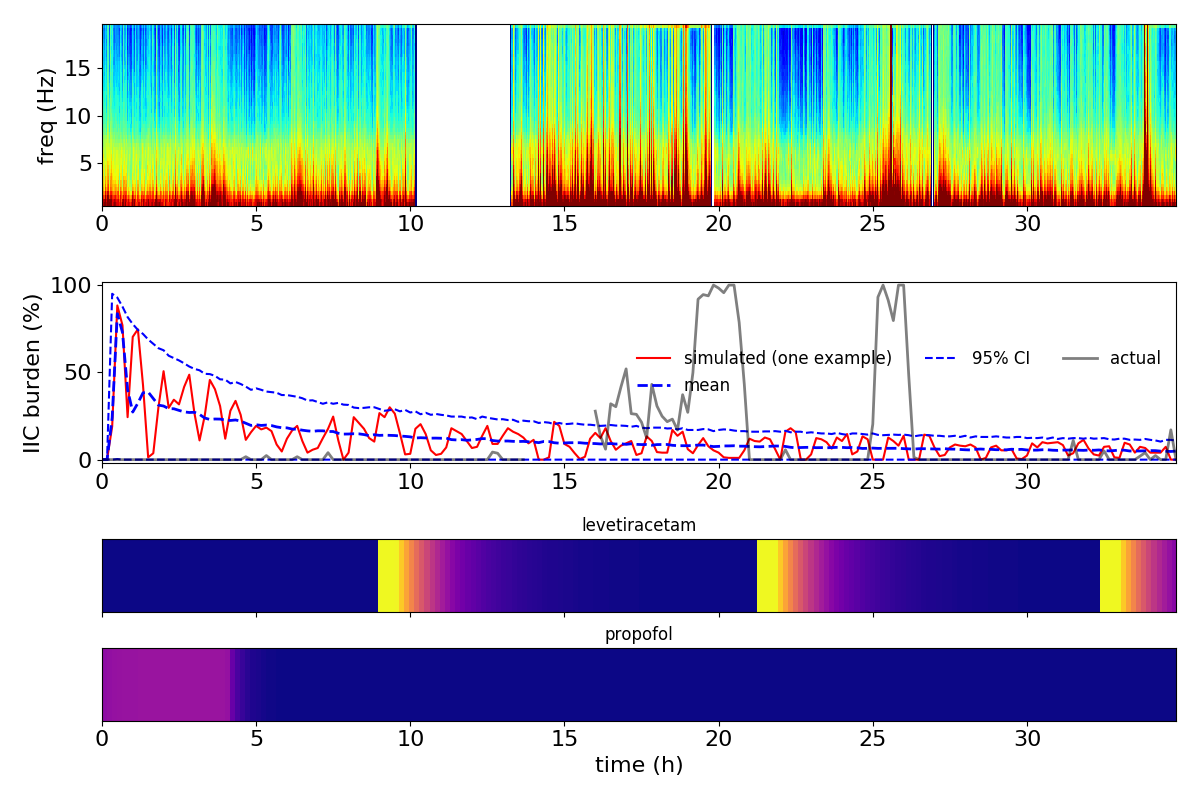 freq (Hz)
15
10
5
0 5 10 15 20 25 30
IIC burden (%)
100
50
0
simulated (one example) 95% CI actual
mean
0 5 10 15 20 25 30
levetiracetam
propofol
0 5 10 15 20 25 30
time (h)